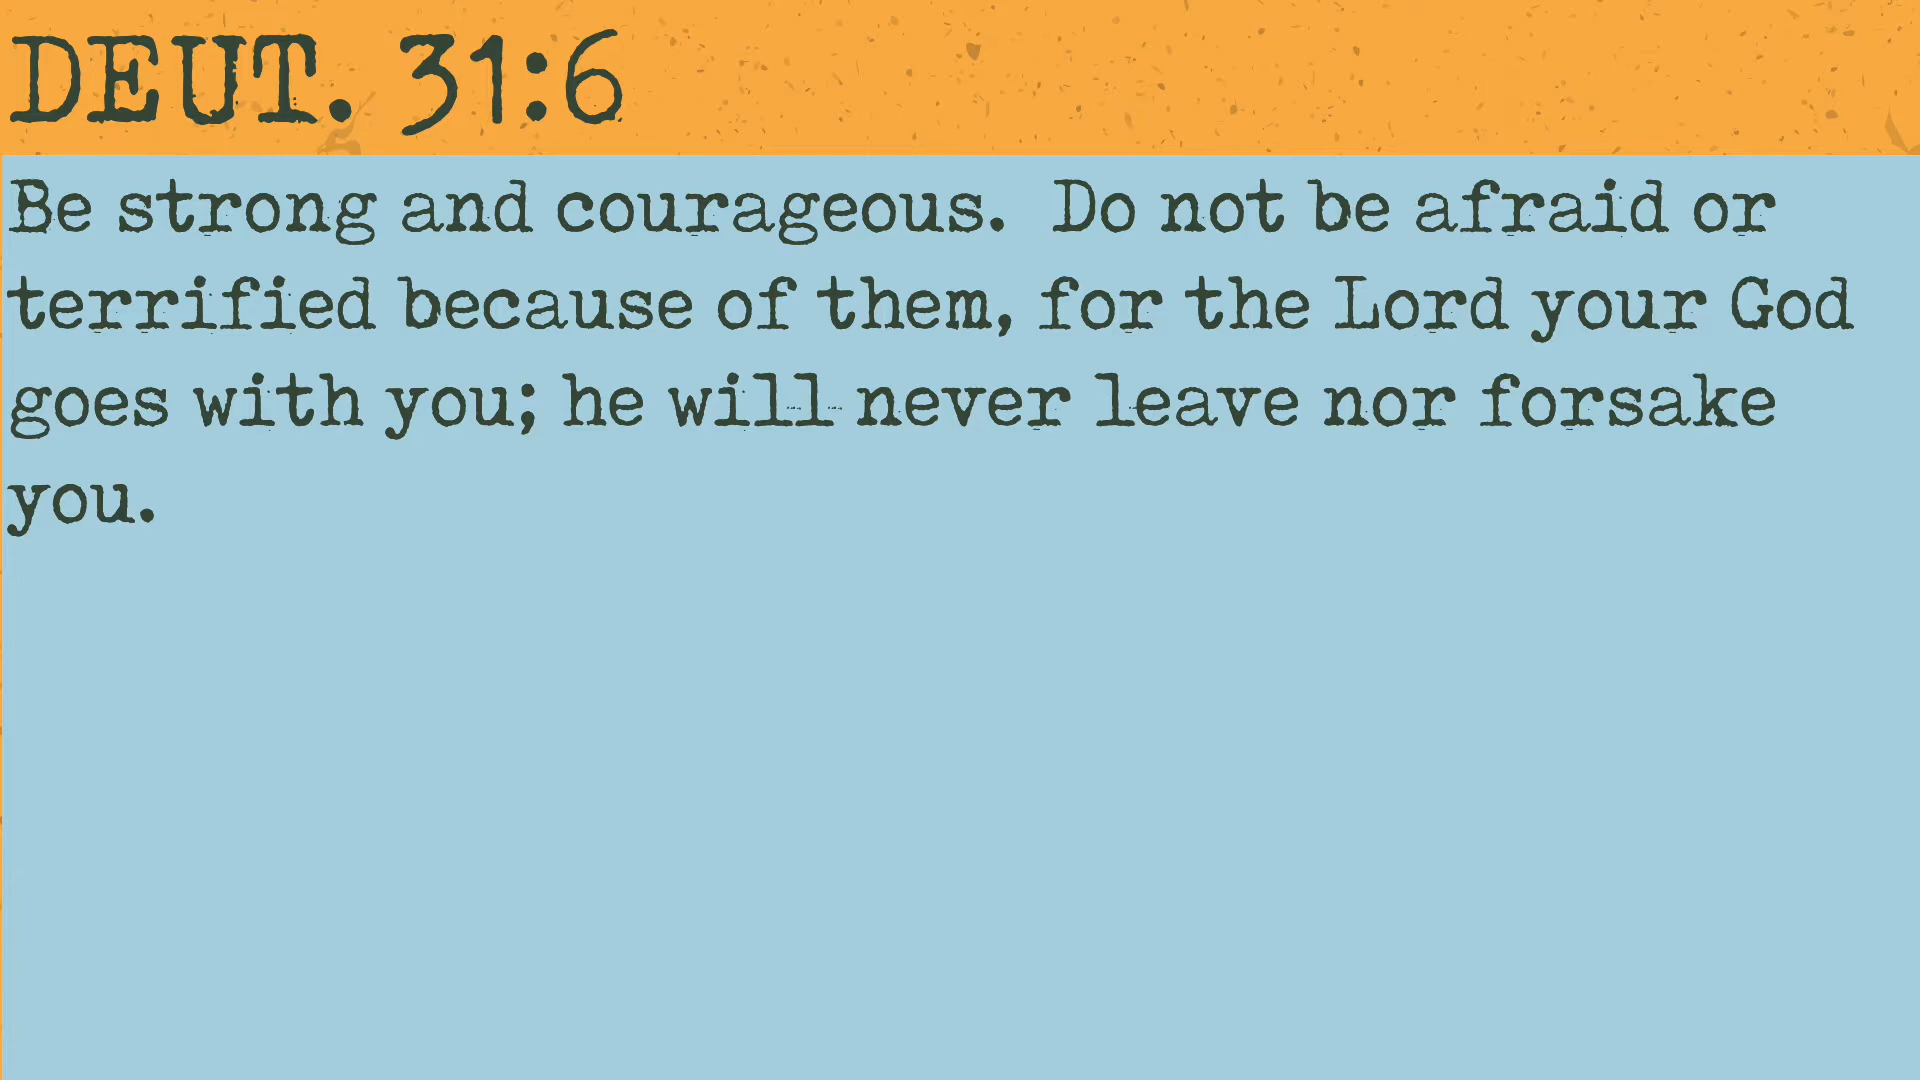 DEUT. 31:6
Be strong and courageous.  Do not be afraid or
terrified because of them, for the Lord your God
goes with you; he will never leave nor forsake
you.